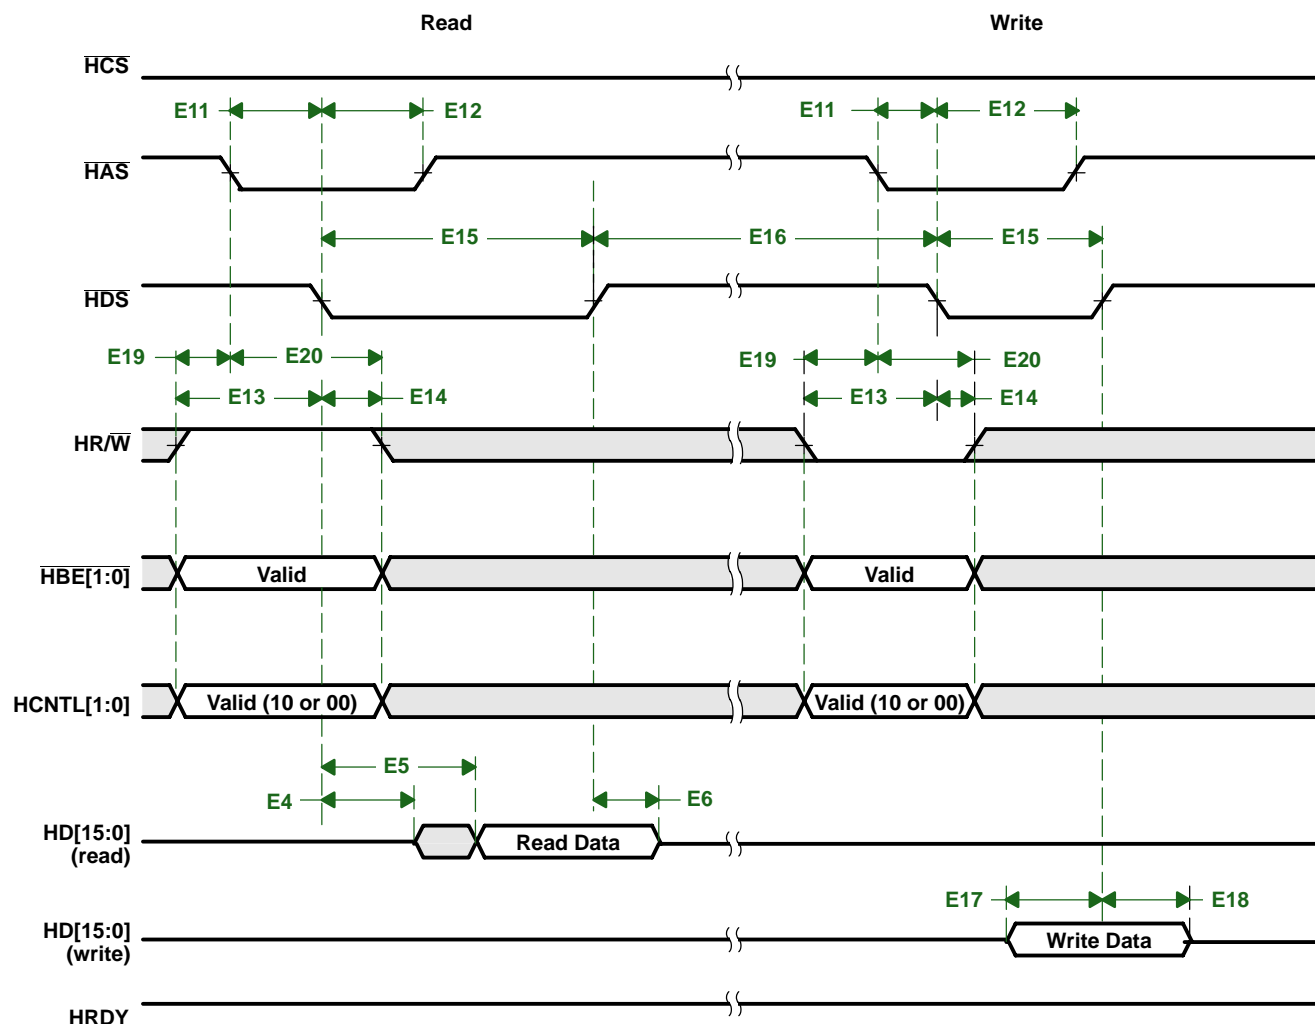 Read Write
HCS
E11 E12 E11 E12
HAS
E15 E16 E15
HDS
E19 E20 E19 E20
E13 E14 E13 E14
HR/W
HBE[1:0] Valid Valid
HCNTL[1:0] Valid (10 or 00) Valid (10 or 00)
E5
E4 E6
HD[15:0]
(read)
Read Data
E17 E18
HD[15:0]
(write)
Write Data
HRDY